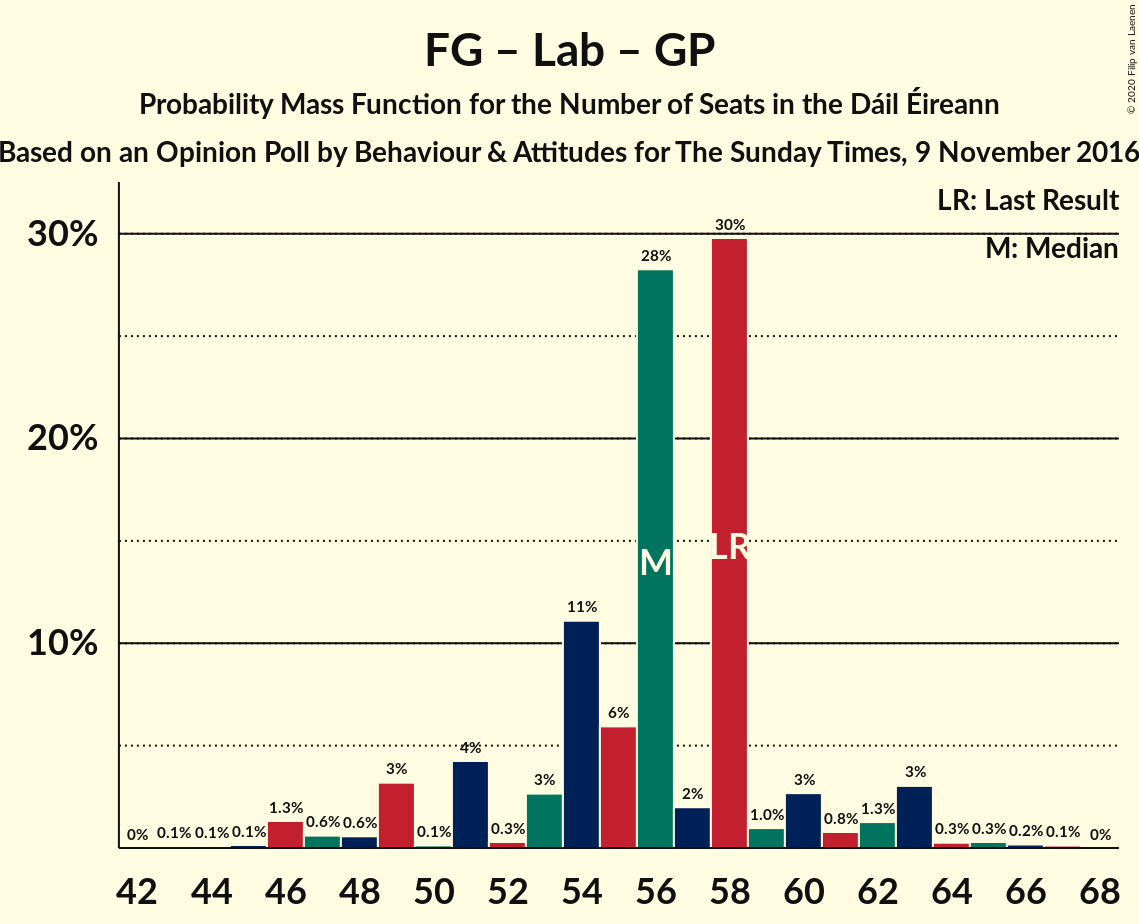 FG – Lab – GP
Probability Mass Function for the Number of Seats in the Dáil Éireann
Based on an Opinion Poll by Behaviour & Attitudes for The Sunday Times, 9 November 2016
© 2020 Filip van Laenen
LR: Last Result
M: Median
30%
20%
10%
0% 0.1% 0.1% 0.1% 1.3% 0.6% 0.6% 3% 0.1% 4% 0.3% 3% 11% 6% 28% 2% 30% 1.0% 3% 0.8% 1.3% 3% 0.3% 0.3% 0.2% 0.1% 0%
M LR
42 44 46 48 50 52 54 56 58 60 62 64 66 68